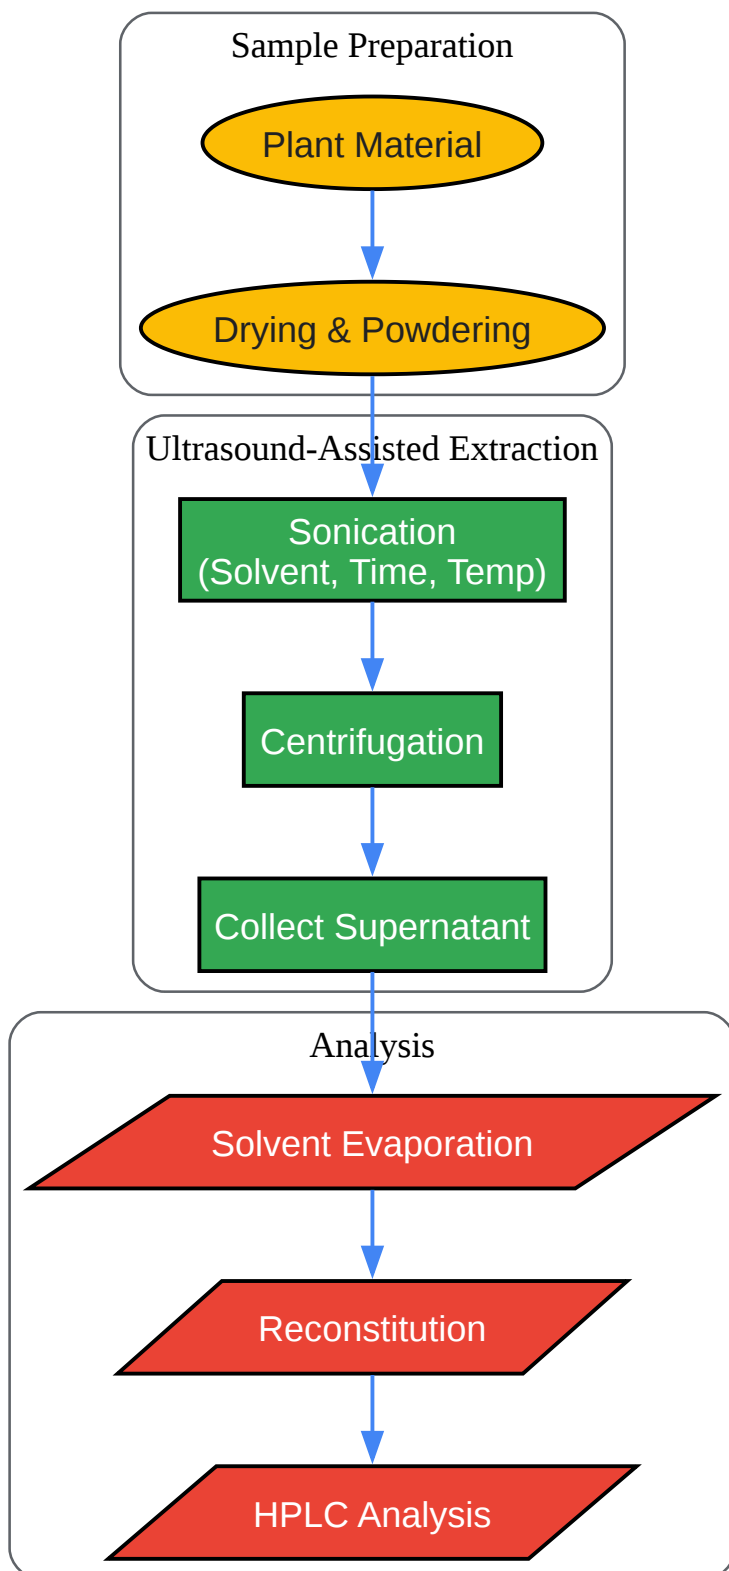 Sample Preparation
Plant Material
Drying & Powdering
Ultrasound-Assisted Extraction
Sonication
(Solvent, Time, Temp)
Centrifugation
Collect Supernatant
Analysis
Solvent Evaporation
Reconstitution
HPLC Analysis